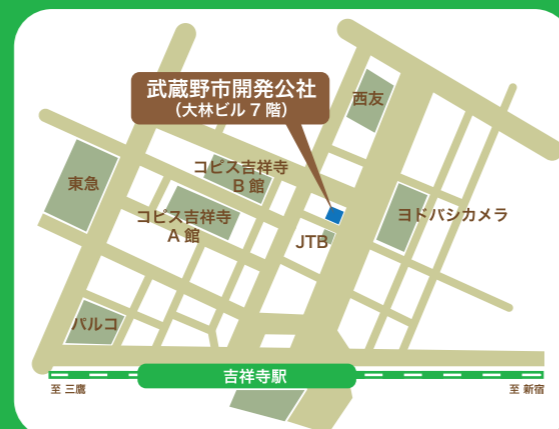 武蔵野市開発公社
（大林ビル7階）
西友
コピス吉祥寺
B館
東急
コピス吉祥寺
A館
ヨドバシカメラ
JTB
パルコ
吉祥寺駅
至 三鷹
至 新宿